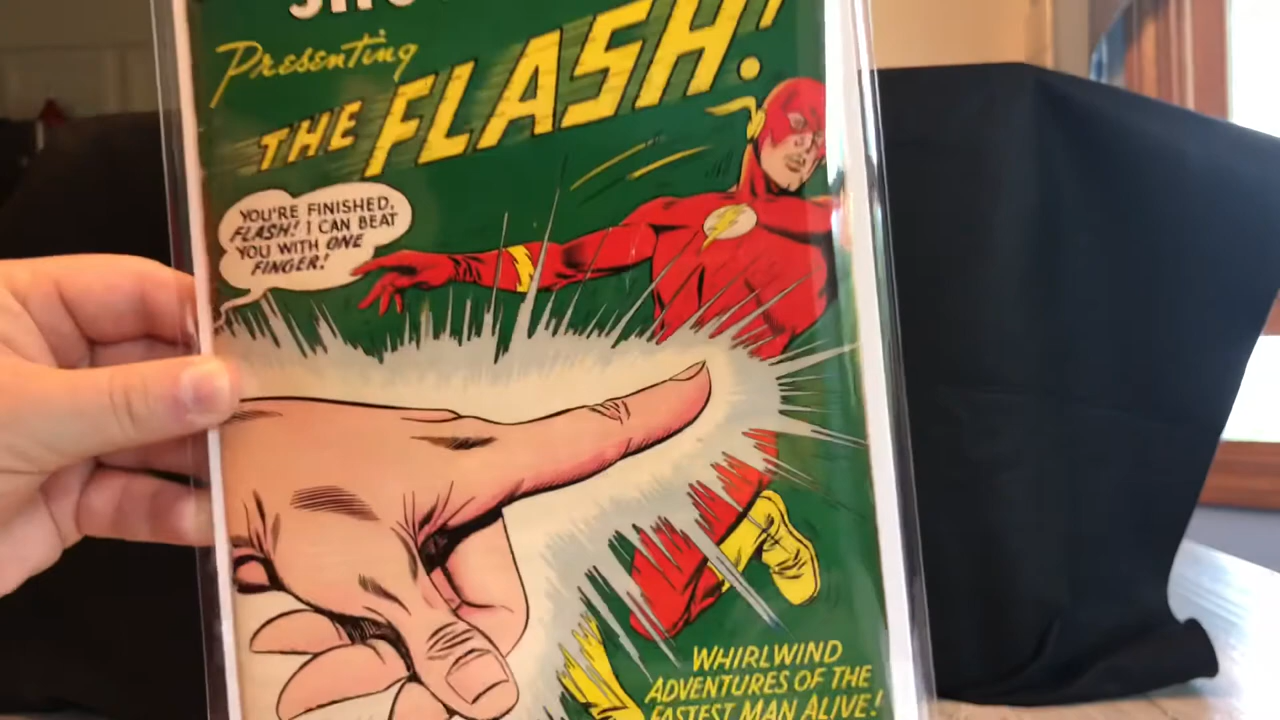 Presenting
THE FLASH!
YOU'RE FINISHED,
FLASH! I CAN BEAT
YOU WITH ONE
FINGER!
WHIRLWIND
ADVENTURES OF THE
FASTEST MAN ALIVE!